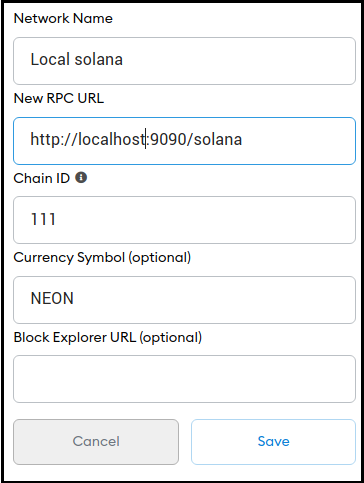 Network Name
Local solana
New RPC URL
http://localhost:9090/solana
Chain ID
111
Currency Symbol (optional)
NEON
Block Explorer URL (optional)
Cancel Save